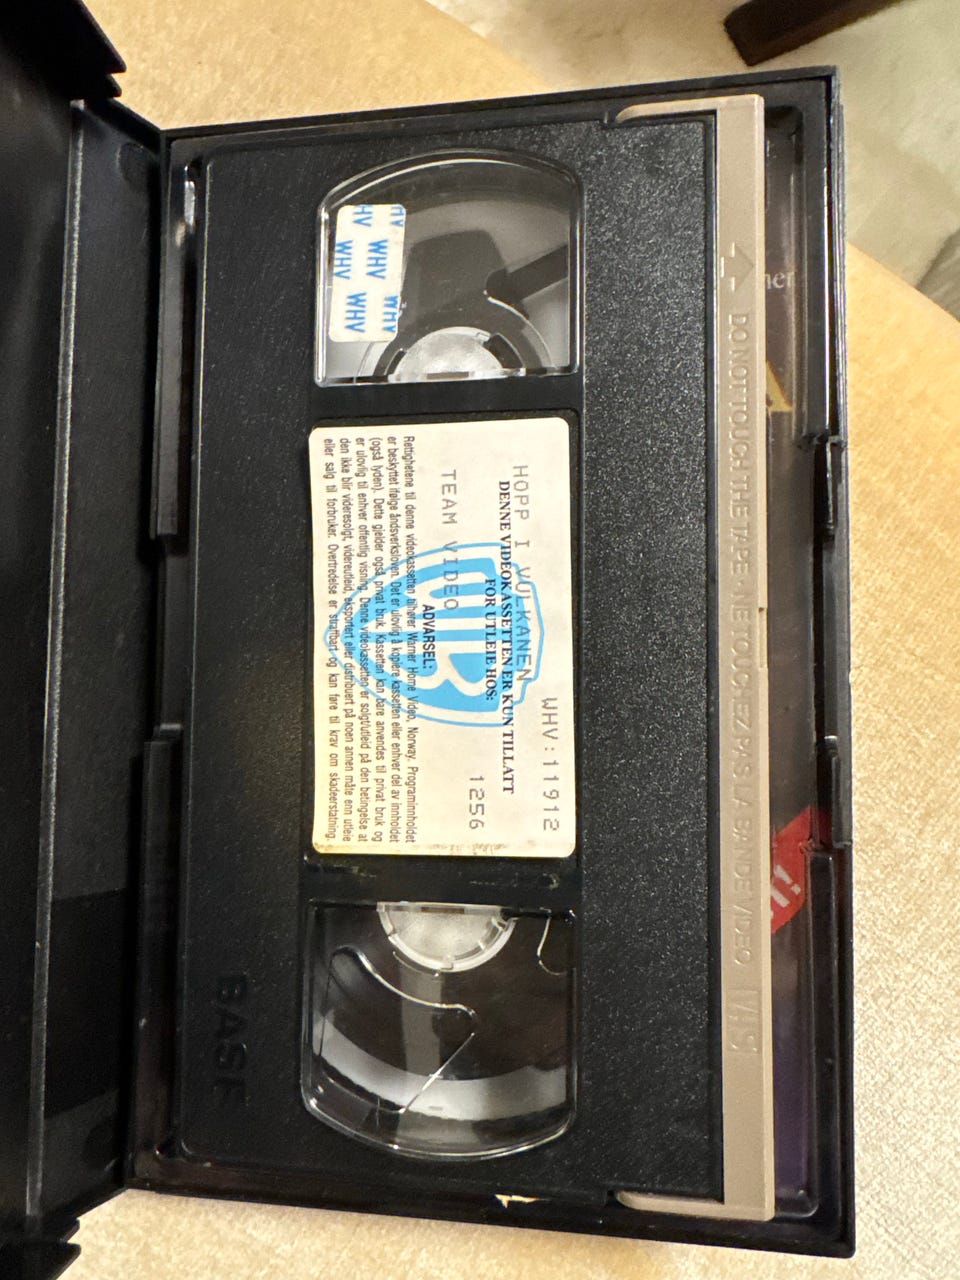 WHV WHV
WHV WHV
WHV WHV
WHV:11912
HOPP I VULKANEN
DENNE VIDEOKASSETTEN ER KUN TILLATT
FOR UTLEIE HOS:
TEAM VIDEO 1256
ADVARSEL:
Rettighetene til denne videokassetten tilhører Warner Home Video, Norway. Programinnholdet
er beskyttet ifølge åndsverksloven. Det er ulovlig å kopiere kassetten eller enhver del av innholdet
(også lyden). Dette gjelder også privat bruk. Kassetten kan bare anvendes til privat bruk og
er ulovlig til enhver offentlig visning. Denne videokassetten er solgt/utleid på den betingelse at
den ikke blir videresolgt, videreutleid, eksportert eller distribuert på noen annen måte enn utleie
eller salg til forbruker. Overtredelse er straffbart og kan føre til krav om skadeerstatning.
DO NOT TOUCH THE TAPE · NE TOUCHEZ PAS LA BANDE VIDEO VHS
BASF